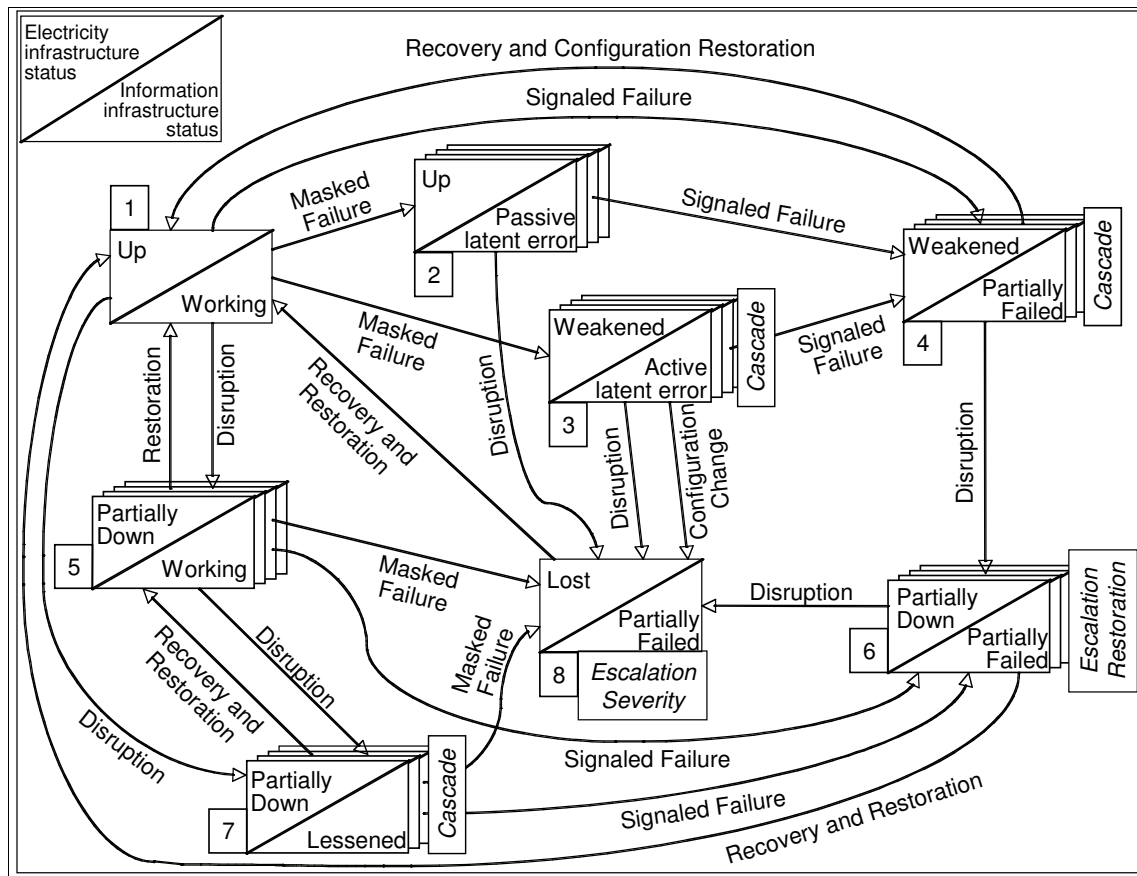 Electricity
infrastructure
status
Information
infrastructure
status
Recovery and Configuration Restoration
Signaled Failure
1
Up
Working
Masked
Failure
Up
Passive
latent error
2
Signaled Failure
Weakened
Partially
Failed
4
Cascade
Masked
Failure
Weakened
Active
latent error
3
Cascade
Signaled
Failure
Restoration
Disruption
Recovery and
Restoration
Disruption
Disruption
Configuration
Change
Disruption
Partially
Down
Working
5
Masked
Failure
Lost
Partially
Failed
8
Escalation
Severity
Disruption
Partially
Down
Partially
Failed
6
Escalation
Restoration
Recovery and
Restoration
Disruption
Masked
Failure
Disruption
Signaled Failure
Partially
Down
Lessened
7
Cascade
Signaled Failure
Recovery and Restoration